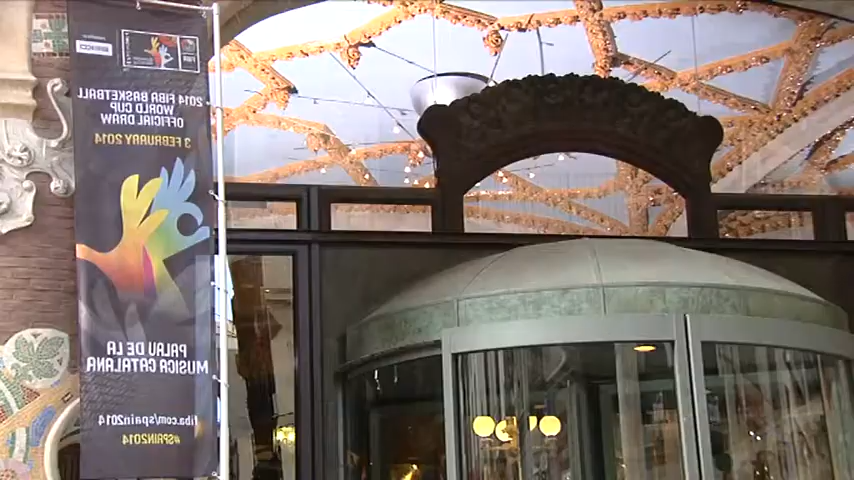 2014 FIBA BASKETBALL
WORLD CUP
OFFICIAL DRAW
3 FEBRUARY 2014
PALAU DE LA
MUSICA CATALANA
fiba.com/spain2014
#SPAIN2014